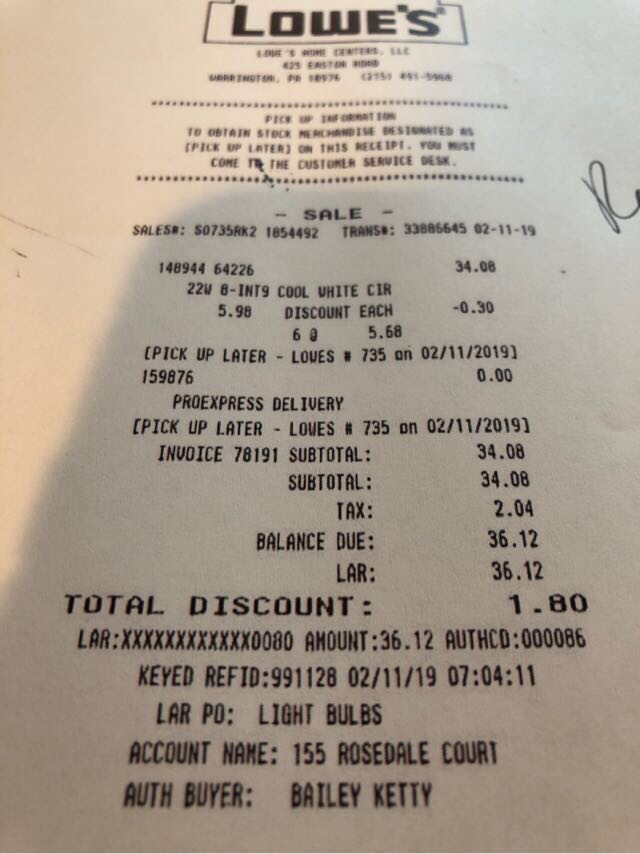 LOWE'S
LOWE'S HOME CENTERS, LLC
625 EASTON ROAD
WARRINGTON, PA 18976 (215)
PICK UP INFORMATION
TO OBTAIN STOCK MERCHANDISE DESIGNATED AS
(PICK UP LATER) ON THIS RECEIPT, YOU MUST
COME TO THE CUSTOMER SERVICE DESK.
- SALE -
SALES#: S0735RK2 1854492 TRANS#: 33886645 02-11-19
148944 64226 34.08
22W 8-INT9 COOL WHITE CIR
5.98 DISCOUNT EACH -0.30
6 @ 5.68
[PICK UP LATER - LOWES # 735 on 02/11/2019]
159876 0.00
PROEXPRESS DELIVERY
[PICK UP LATER - LOWES # 735 on 02/11/2019]
INVOICE 78191 SUBTOTAL: 34.08
SUBTOTAL: 34.08
TAX: 2.04
BALANCE DUE: 36.12
LAR: 36.12
TOTAL DISCOUNT: 1.80
LAR:XXXXXXXXXXXX0080 AMOUNT:36.12 AUTHCD:000086
KEYED REFID:991128 02/11/19 07:04:11
LAR PO: LIGHT BULBS
ACCOUNT NAME: 155 ROSEDALE COURT
AUTH BUYER: BAILEY KETTY